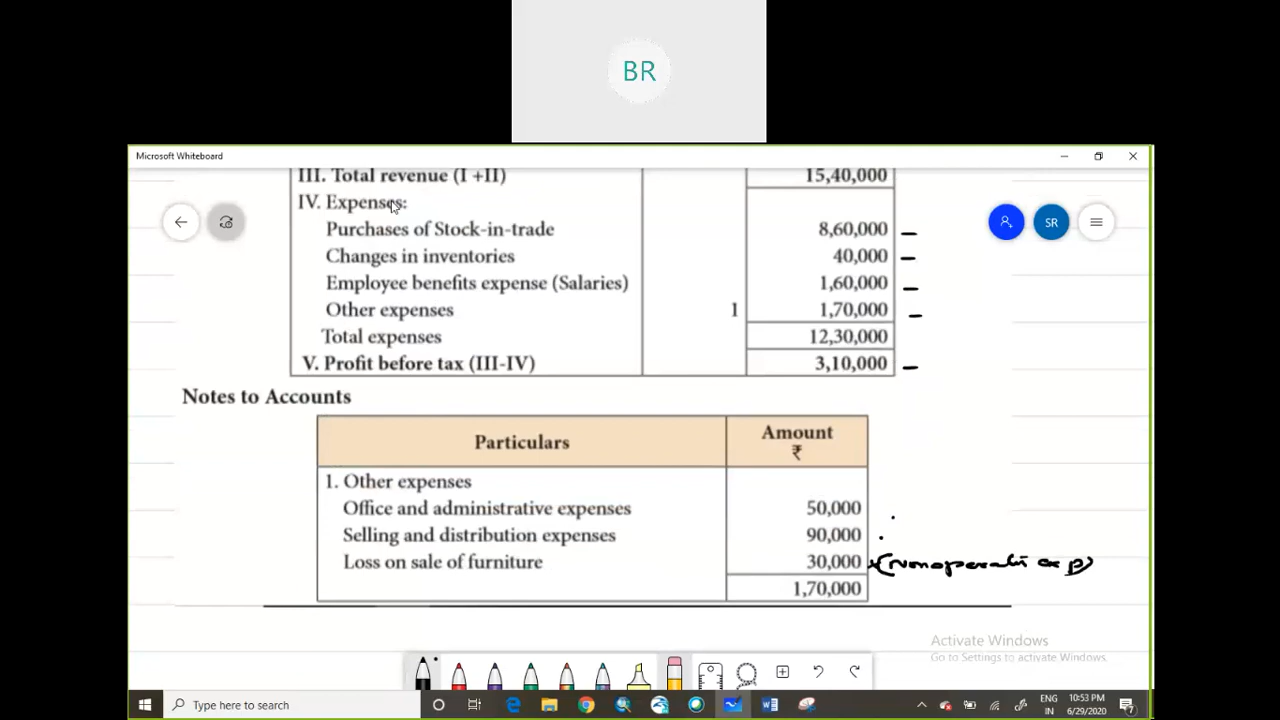 BR
Microsoft Whiteboard
III. Total revenue (I +II) 15,40,000
IV. Expenses:
Purchases of Stock-in-trade 8,60,000
SR
Changes in inventories 40,000
Employee benefits expense (Salaries) 1,60,000
Other expenses 1 1,70,000
Total expenses 12,30,000
V. Profit before tax (III-IV) 3,10,000
Notes to Accounts
Particulars Amount
₹
1. Other expenses
Office and administrative expenses 50,000
Selling and distribution expenses 90,000
Loss on sale of furniture 30,000 (Nonoperati exp)
1,70,000
Activate Windows
Go to Settings to activate Windows.
Type here to search
ENG 10:53 PM
IN 6/29/2020
7